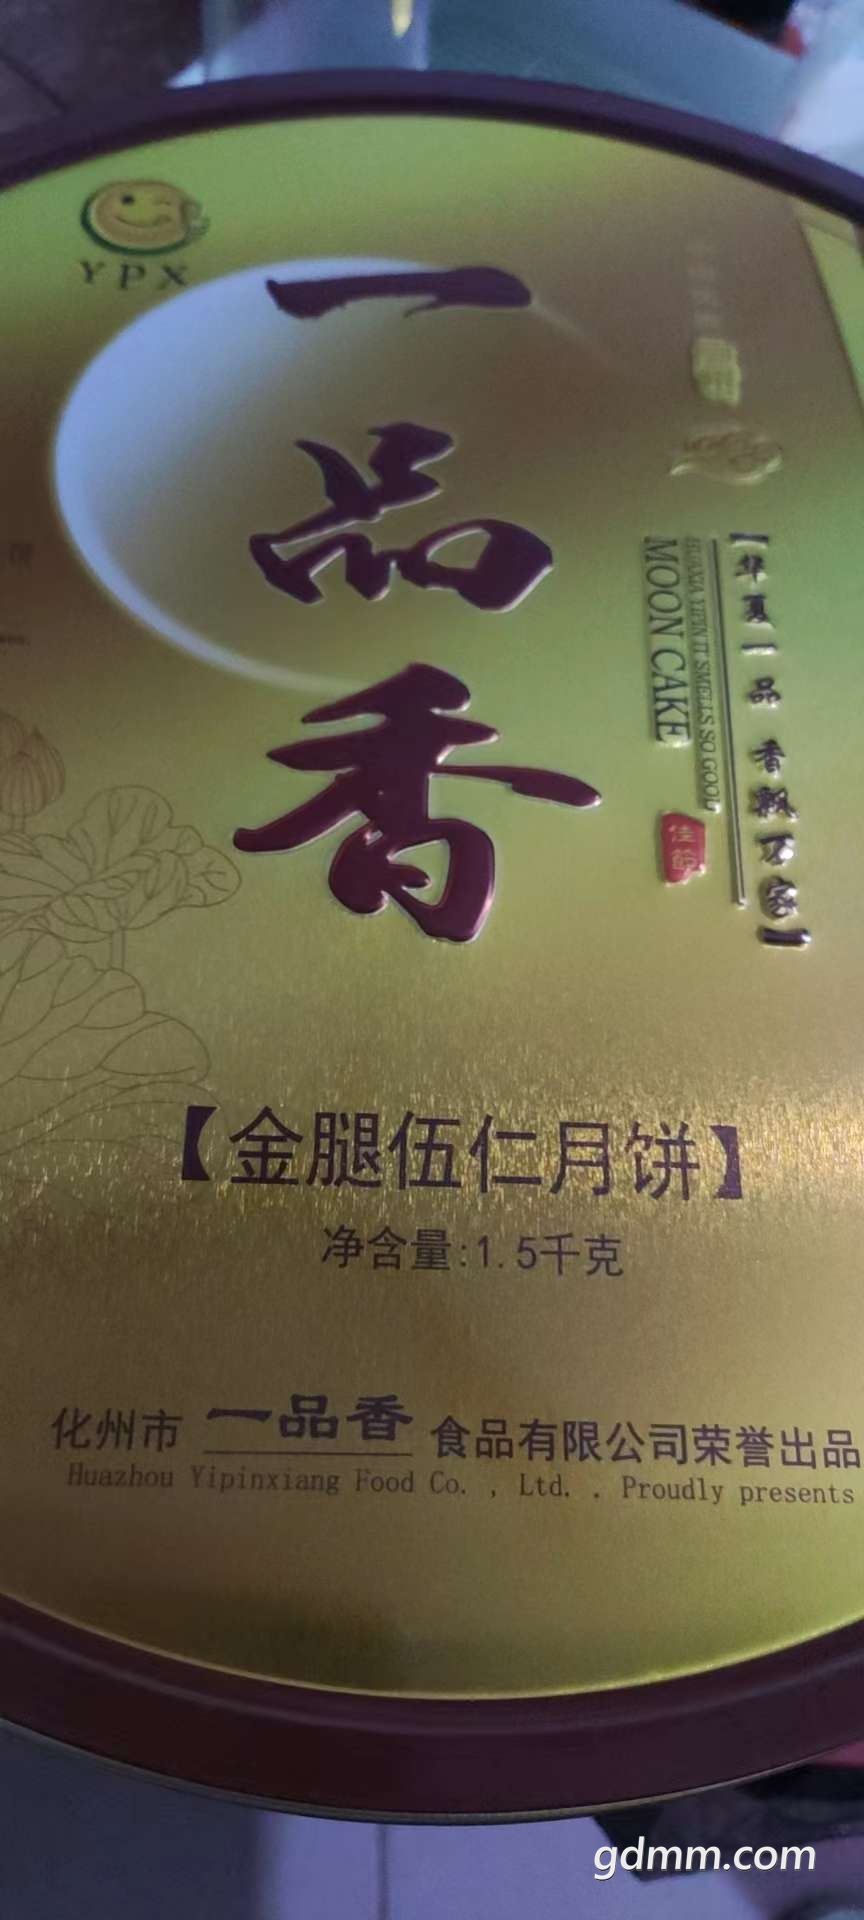 YPX
一品香
【华夏一品 香飘万家】
HUAXIA YIPIN IT SMELLS SO GOOD
MOON CAKE
佳節
【金腿伍仁月饼】
净含量:1.5千克
化州市 一品香 食品有限公司荣誉出品
Huazhou Yipinxiang Food Co. , Ltd. . Proudly presents
gdmm.com